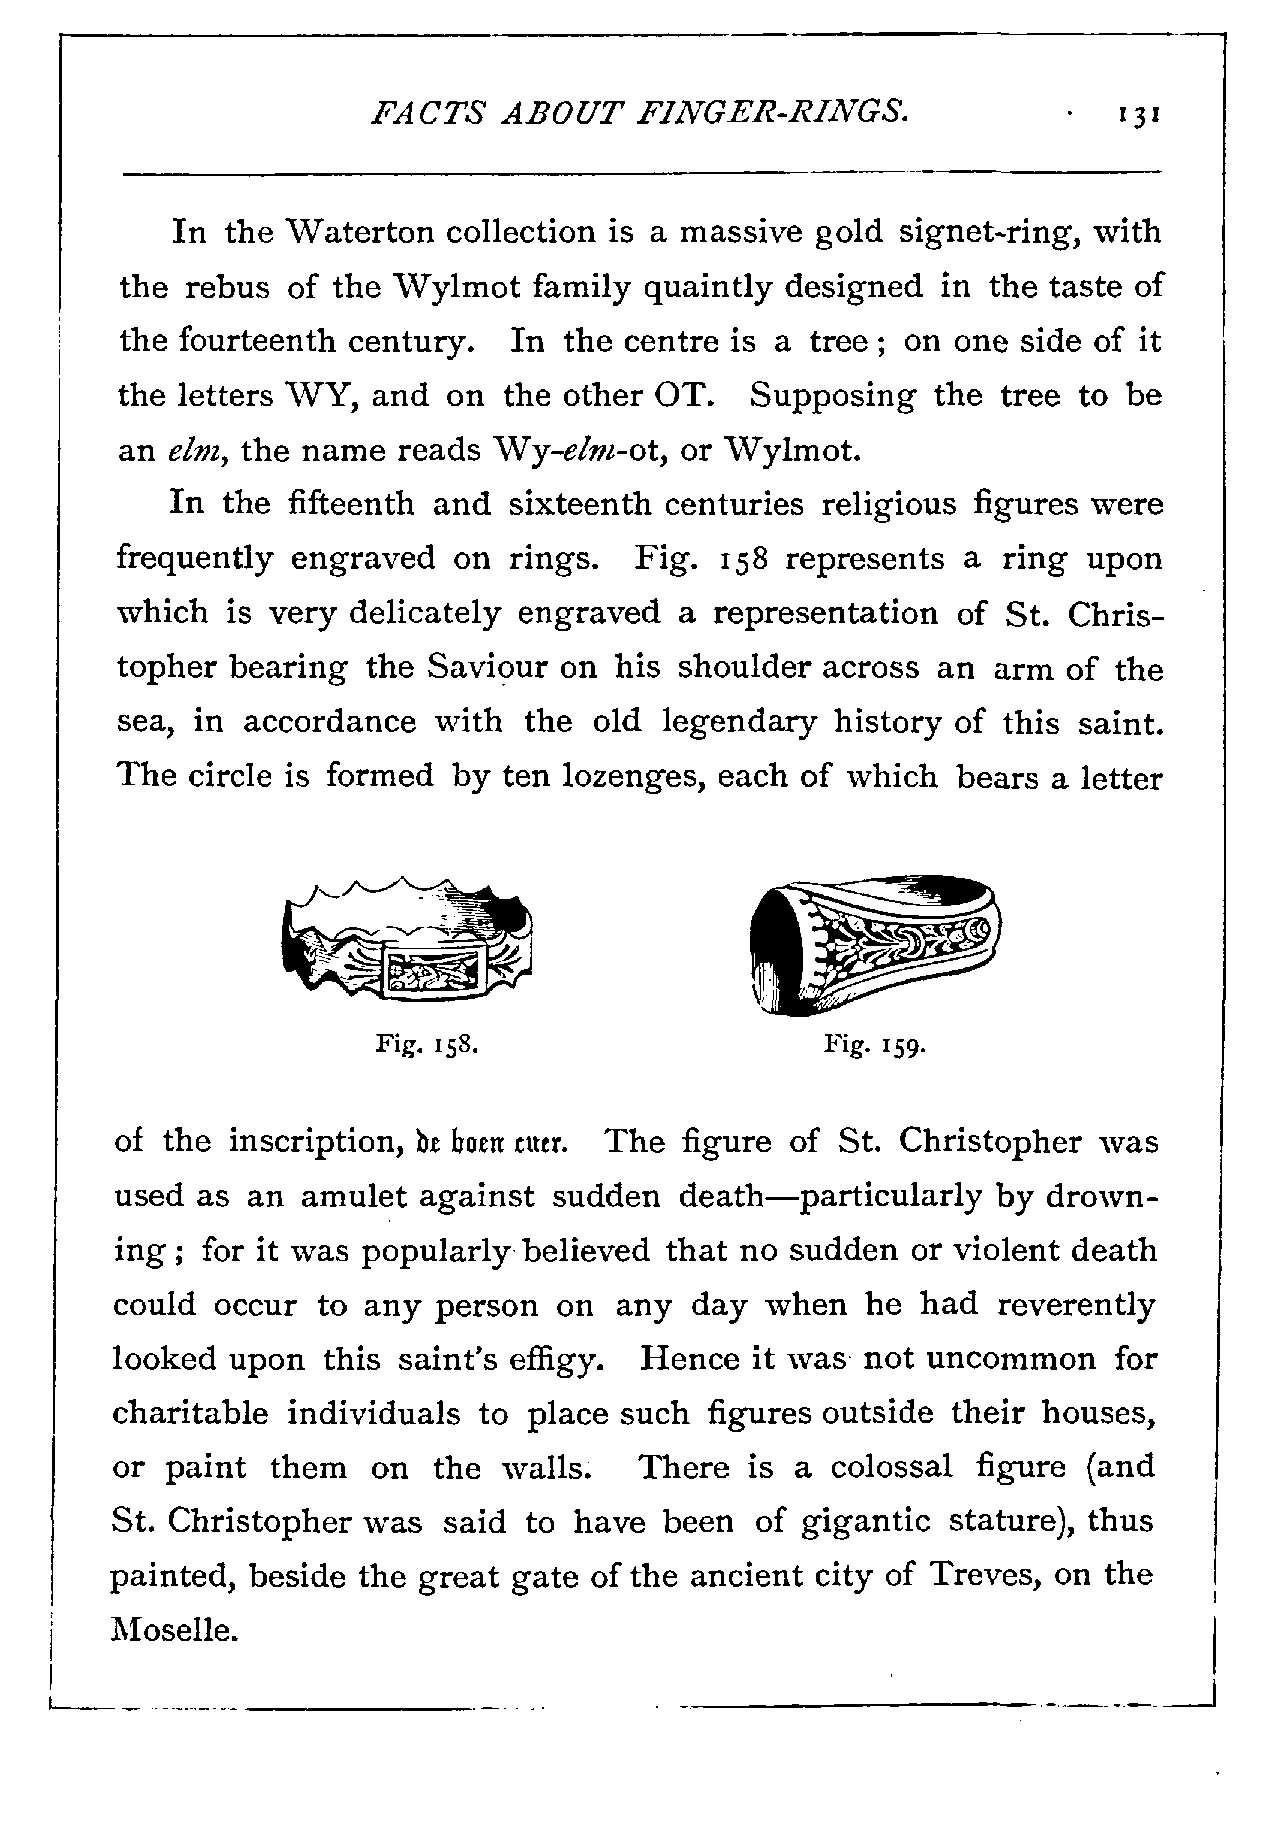 FACTS ABOUT FINGER-RINGS. 131
In the Waterton collection is a massive gold signet-ring, with
the rebus of the Wylmot family quaintly designed in the taste of
the fourteenth century. In the centre is a tree; on one side of it
the letters WY, and on the other OT. Supposing the tree to be
an elm, the name reads Wy-elm-ot, or Wylmot.
In the fifteenth and sixteenth centuries religious figures were
frequently engraved on rings. Fig. 158 represents a ring upon
which is very delicately engraved a representation of St. Chris-
topher bearing the Saviour on his shoulder across an arm of the
sea, in accordance with the old legendary history of this saint.
The circle is formed by ten lozenges, each of which bears a letter
Fig. 158. Fig. 159.
of the inscription, de boen cuer. The figure of St. Christopher was
used as an amulet against sudden death—particularly by drown-
ing; for it was popularly believed that no sudden or violent death
could occur to any person on any day when he had reverently
looked upon this saint's effigy. Hence it was not uncommon for
charitable individuals to place such figures outside their houses,
or paint them on the walls. There is a colossal figure (and
St. Christopher was said to have been of gigantic stature), thus
painted, beside the great gate of the ancient city of Treves, on the
Moselle.